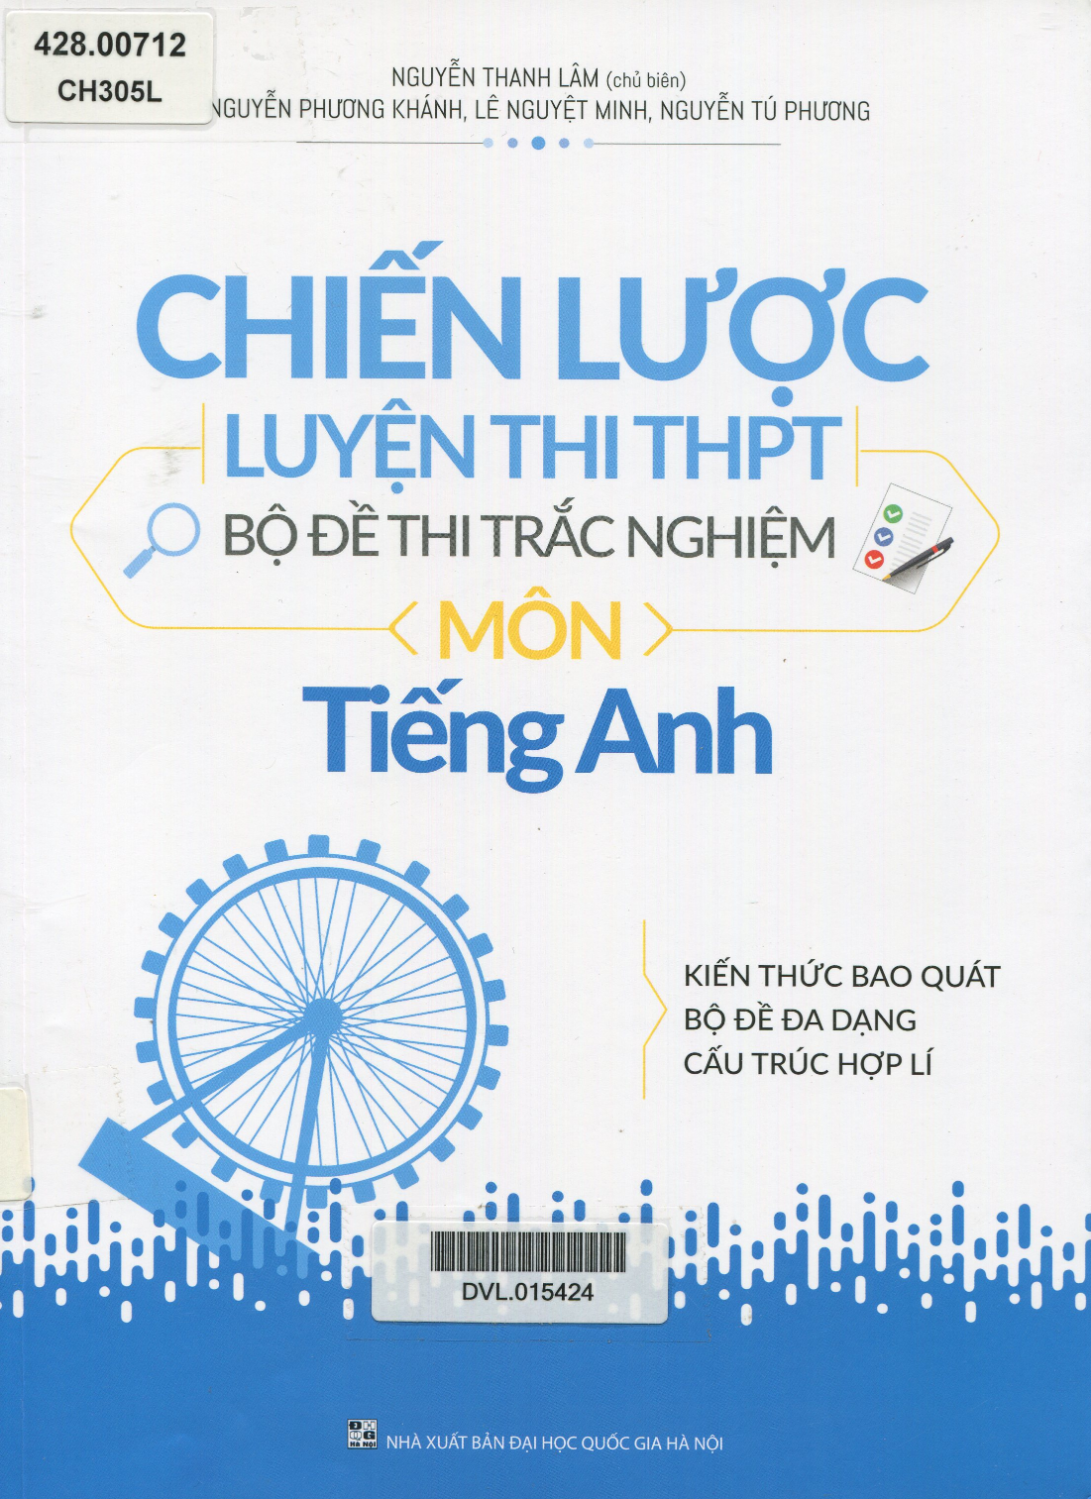 428.00712
CH305L
NGUYỄN THANH LÂM (chủ biên)
NGUYỄN PHƯƠNG KHÁNH, LÊ NGUYỆT MINH, NGUYỄN TÚ PHƯƠNG
CHIẾN LƯỢC
LUYỆN THI THPT
BỘ ĐỀ THI TRẮC NGHIỆM
MÔN
Tiếng Anh
KIẾN THỨC BAO QUÁT
BỘ ĐỀ ĐA DẠNG
CẤU TRÚC HỢP LÍ
DVL.015424
HÀ NỘI
NHÀ XUẤT BẢN ĐẠI HỌC QUỐC GIA HÀ NỘI